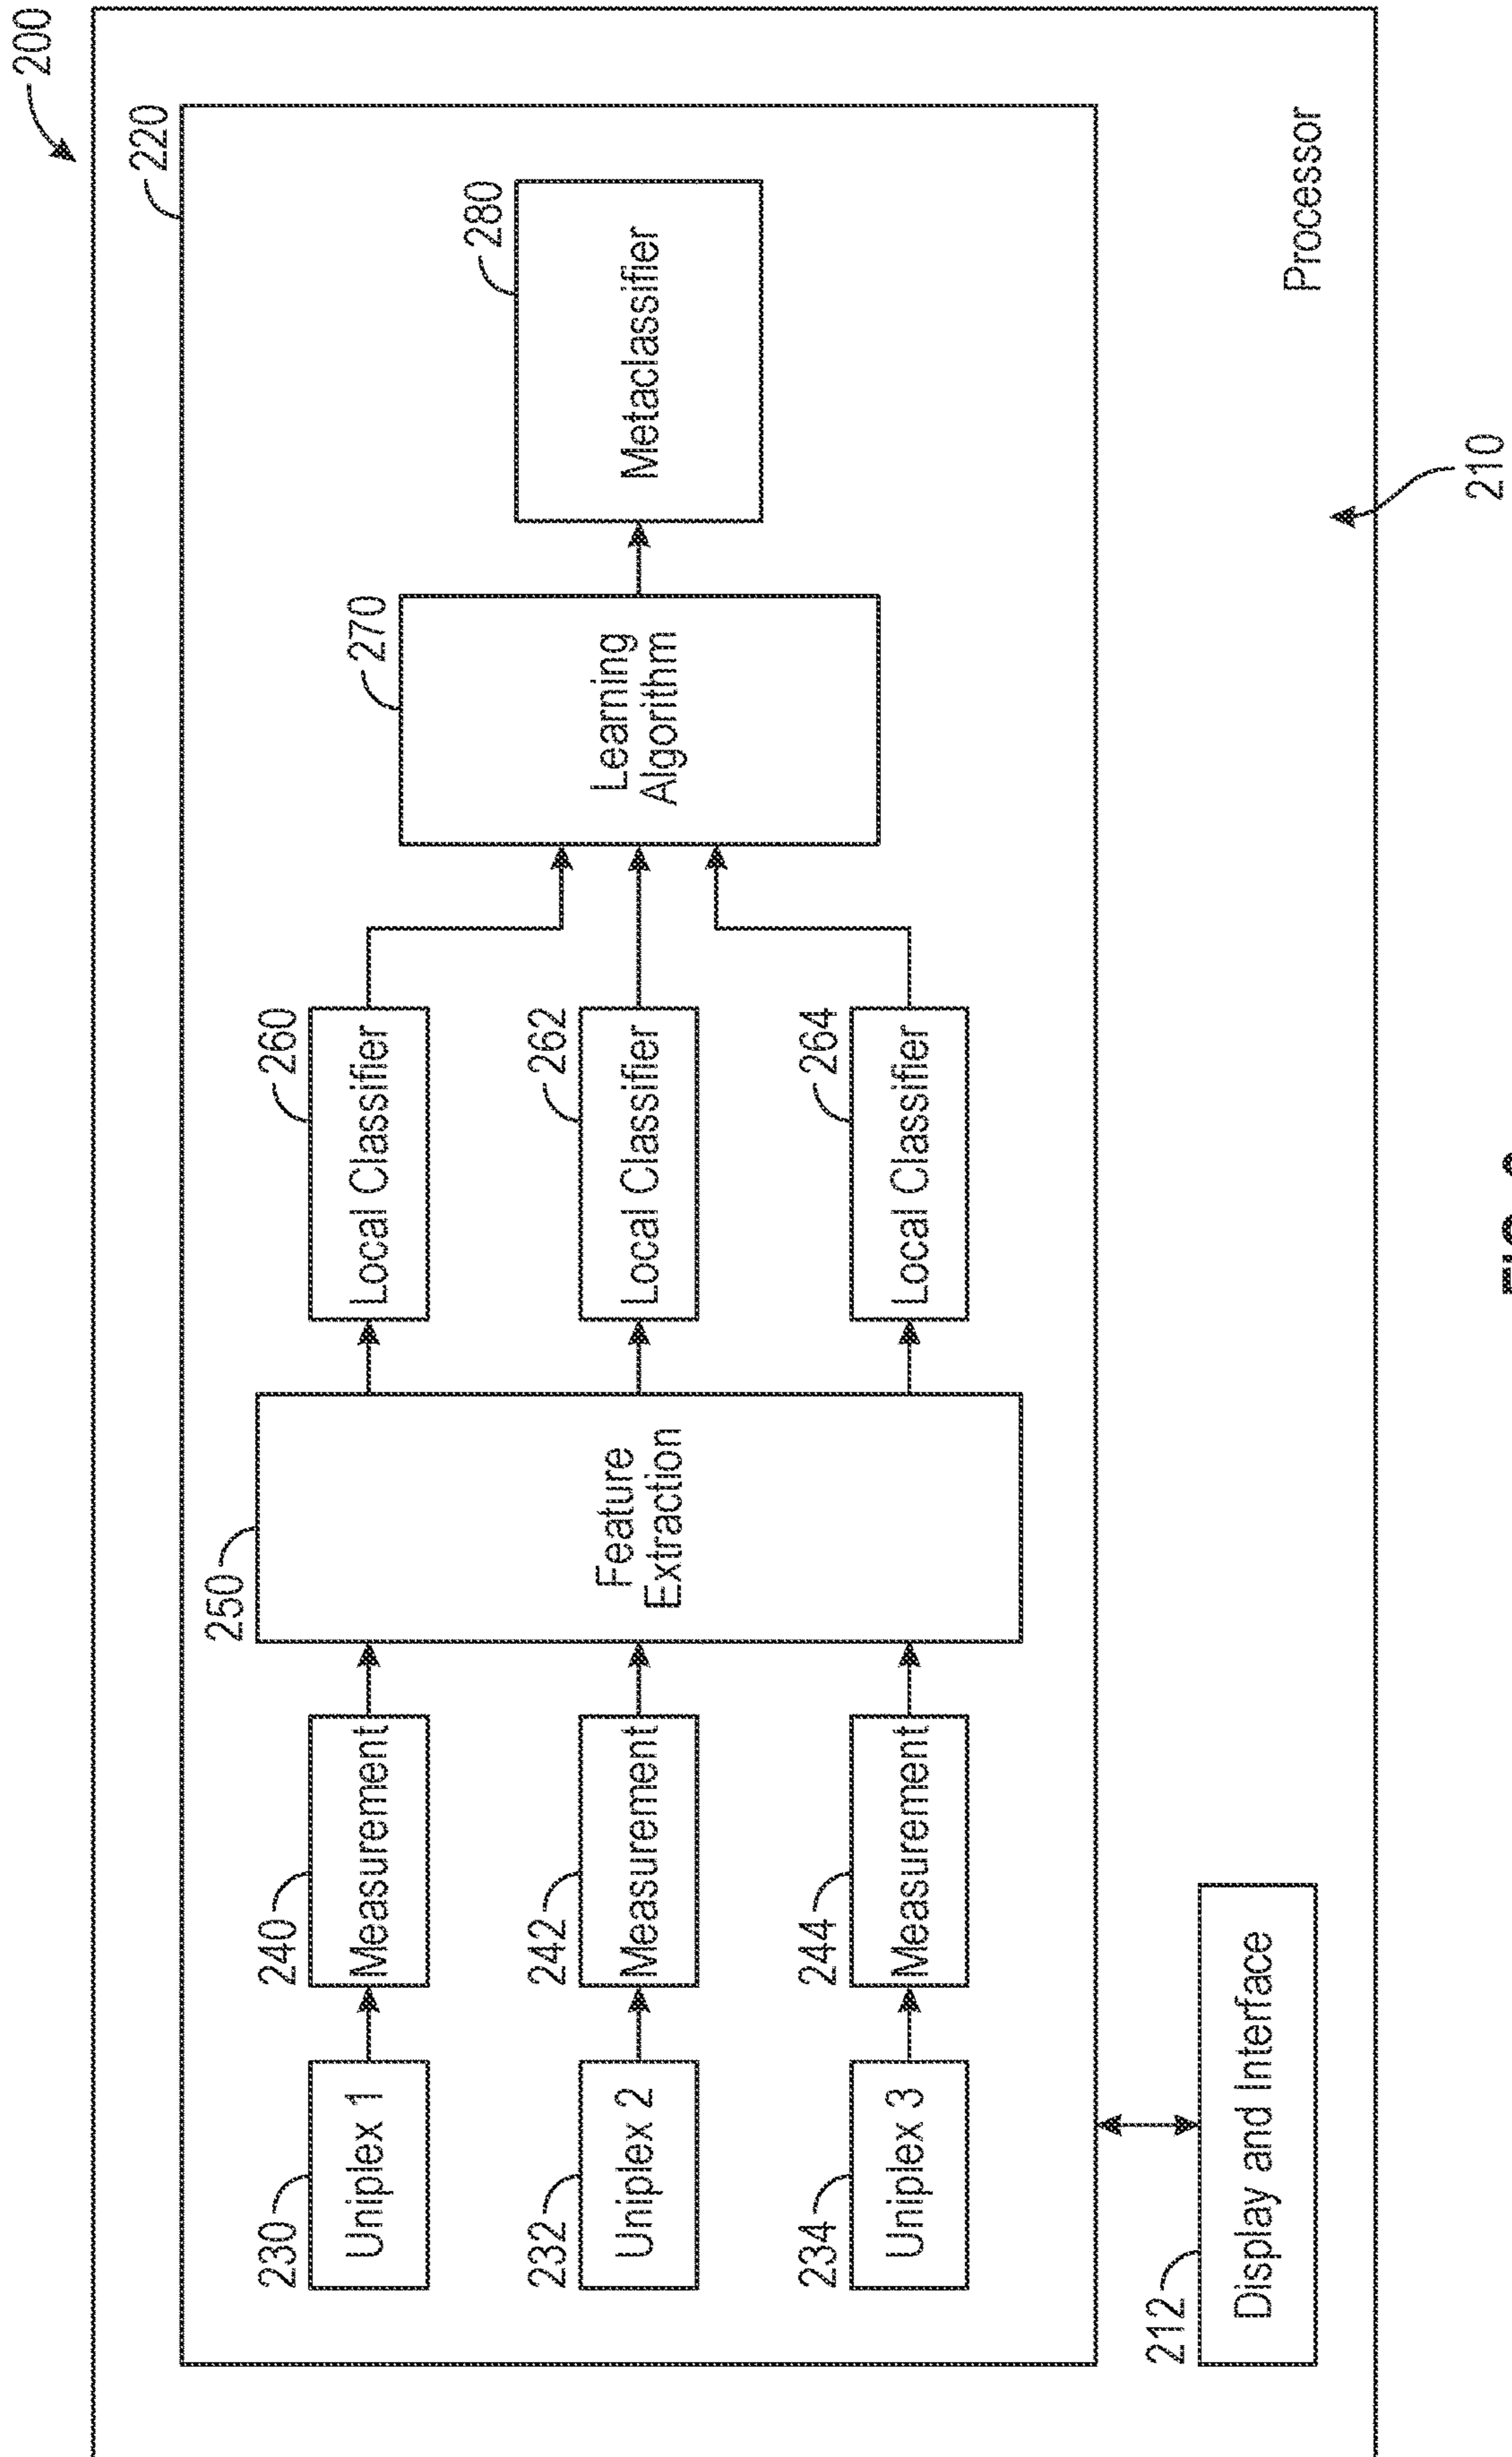 200
220
280
Metaclassifier
270
Learning
Algorithm
260
Local Classifier
262
Local Classifier
264
Local Classifier
250
Feature
Extraction
240
Measurement
242
Measurement
244
Measurement
230
Uniplex 1
232
Uniplex 2
234
Uniplex 3
212
Display and Interface
Processor
210